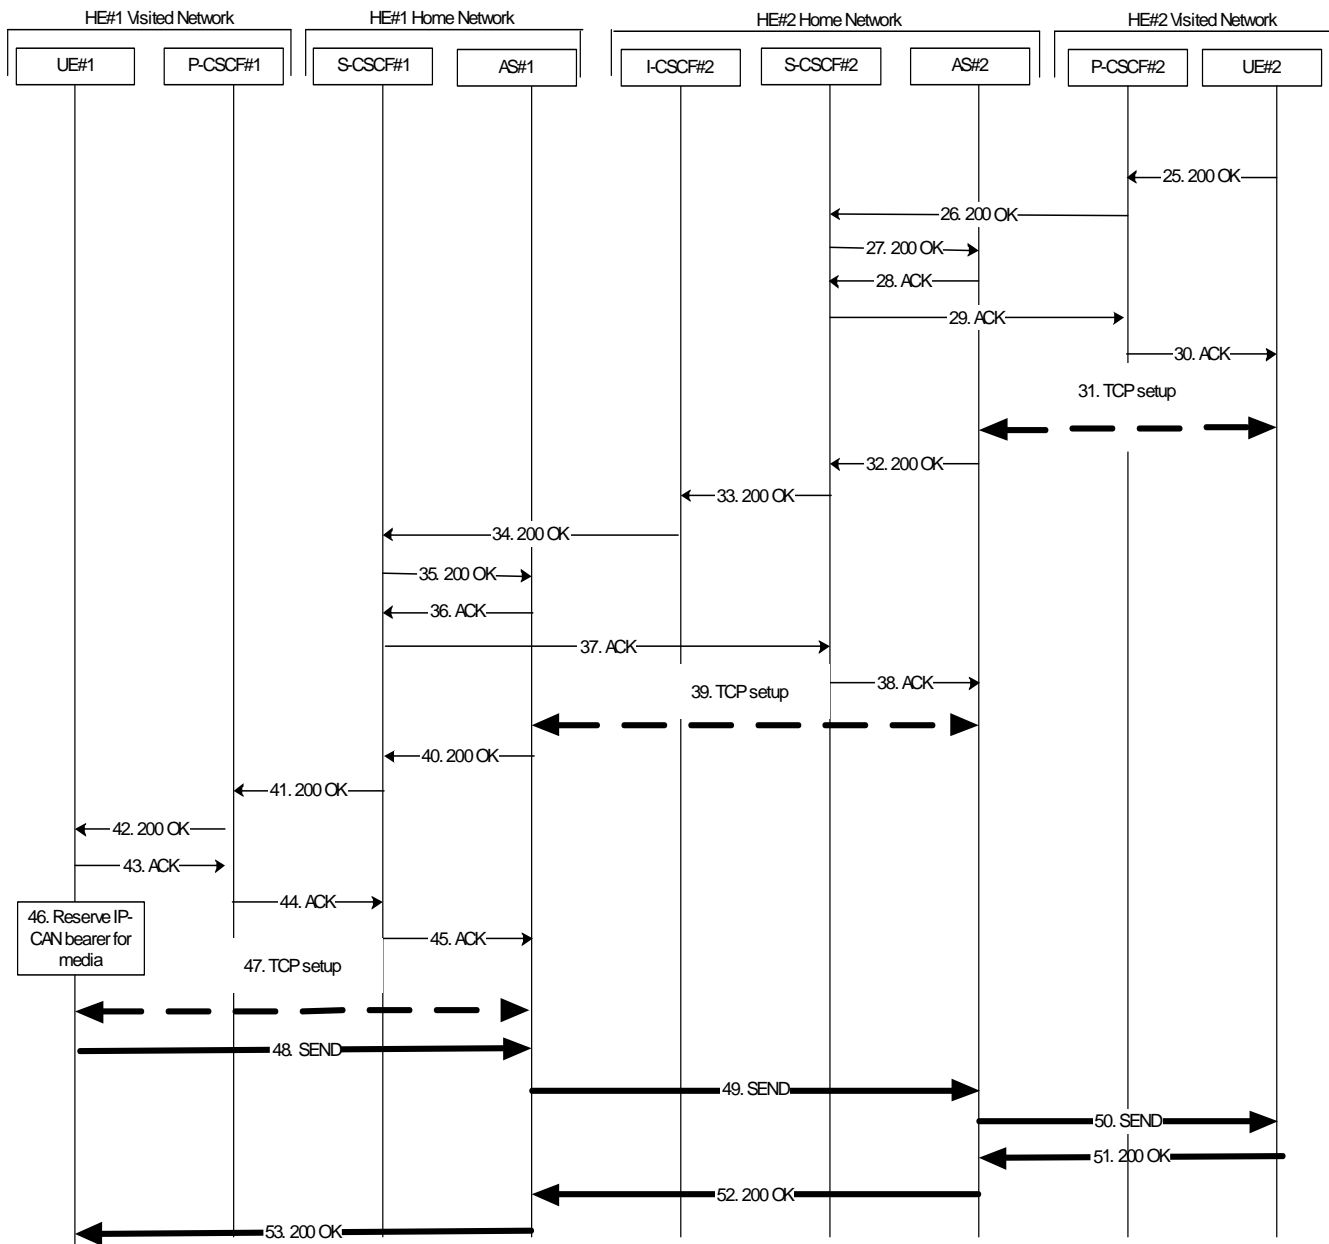 HE#1 Visited Network
HE#1 Home Network
HE#2 Home Network
HE#2 Visited Network
UE#1
P-CSCF#1
S-CSCF#1
AS#1
I-CSCF#2
S-CSCF#2
AS#2
P-CSCF#2
UE#2
25. 200 OK
26. 200 OK
27. 200 OK
28. ACK
29. ACK
30. ACK
31. TCP setup
32. 200 OK
33. 200 OK
34. 200 OK
35. 200 OK
36. ACK
37. ACK
38. ACK
39. TCP setup
40. 200 OK
41. 200 OK
42. 200 OK
43. ACK
44. ACK
45. ACK
46. Reserve IP-
CAN bearer for
media
47. TCP setup
48. SEND
49. SEND
50. SEND
51. 200 OK
52. 200 OK
53. 200 OK